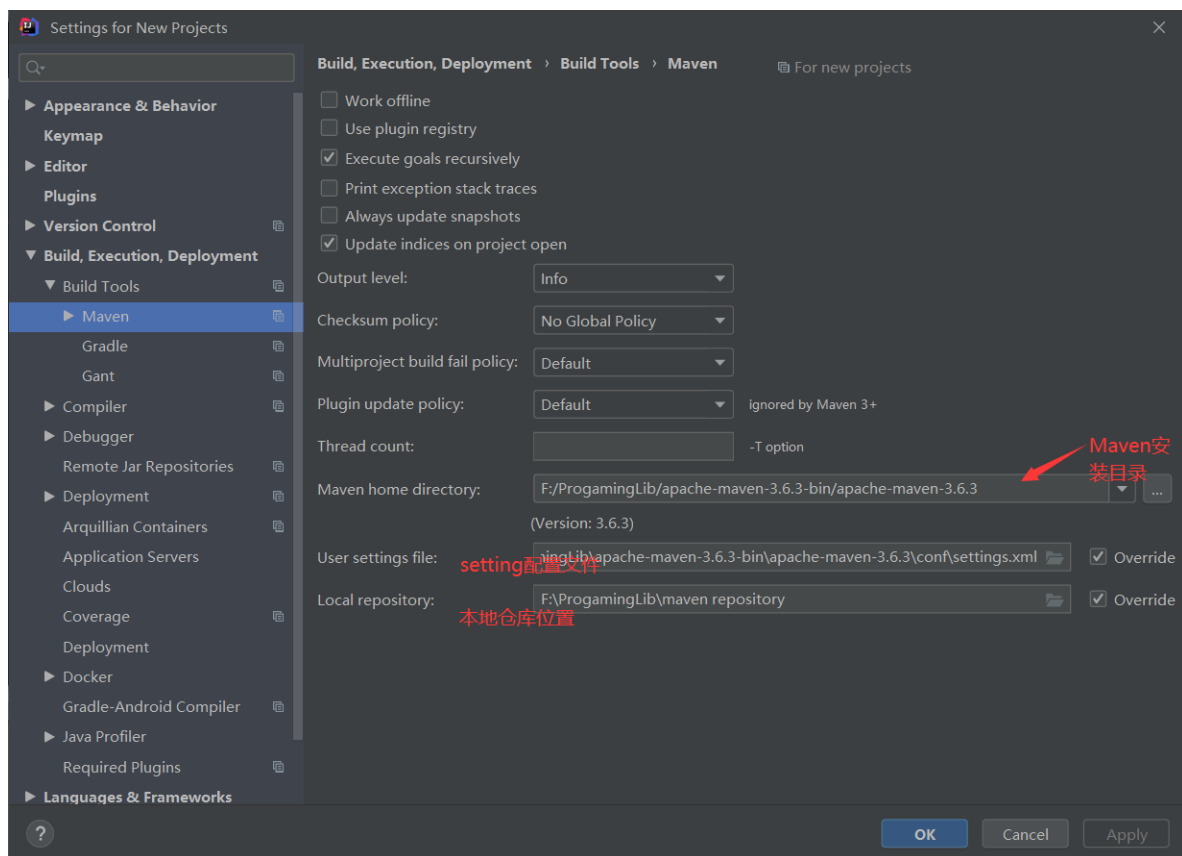 Settings for New Projects
Appearance & Behavior
Keymap
Editor
Plugins
Version Control
Build, Execution, Deployment
Build Tools
Maven
Gradle
Gant
Compiler
Debugger
Remote Jar Repositories
Deployment
Arquillian Containers
Application Servers
Clouds
Coverage
Deployment
Docker
Gradle-Android Compiler
Java Profiler
Required Plugins
Languages & Frameworks
Build, Execution, Deployment › Build Tools › Maven For new projects
Work offline
Use plugin registry
Execute goals recursively
Print exception stack traces
Always update snapshots
Update indices on project open
Output level: Info
Checksum policy: No Global Policy
Multiproject build fail policy: Default
Plugin update policy: Default ignored by Maven 3+
Thread count: -T option
Maven安
装目录
Maven home directory: F:/ProgamingLib/apache-maven-3.6.3-bin/apache-maven-3.6.3 ...
(Version: 3.6.3)
User settings file: ingLib\apache-maven-3.6.3-bin\apache-maven-3.6.3\conf\settings.xml Override
setting配置文件
Local repository: F:\ProgamingLib\maven repository Override
本地仓库位置
? OK Cancel Apply